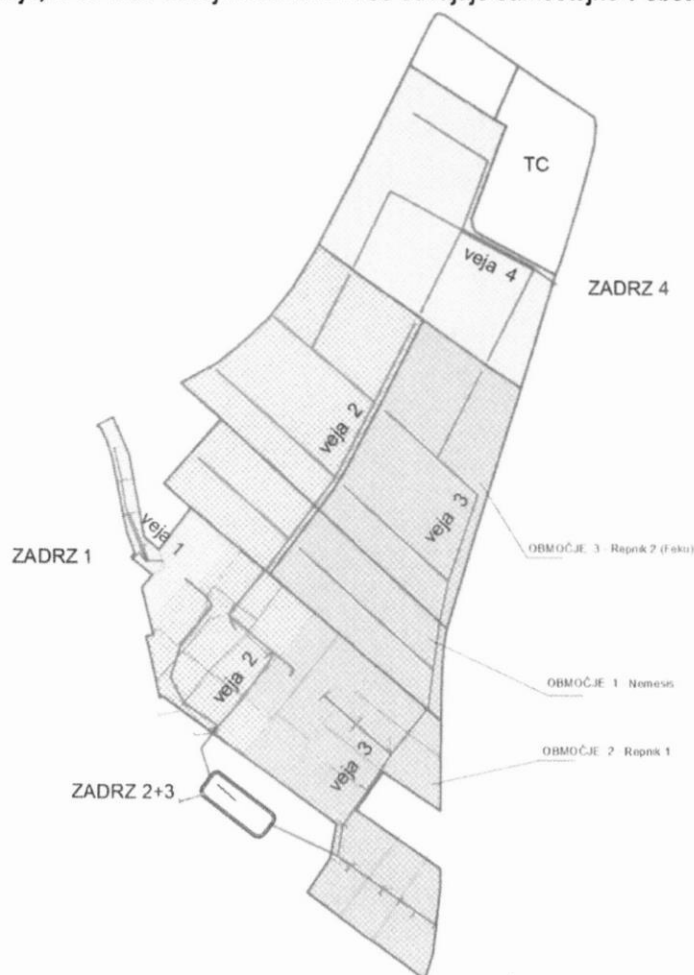 TC
veja 4
ZADRZ 4
veja 2
veja 3
veja 1
ZADRZ 1
OBMOČJE 3 - Repnik 2 (Feku)
OBMOČJE 1 Nemesis
veja 2
OBMOČJE 2 Repnik 1
veja 3
ZADRZ 2+3